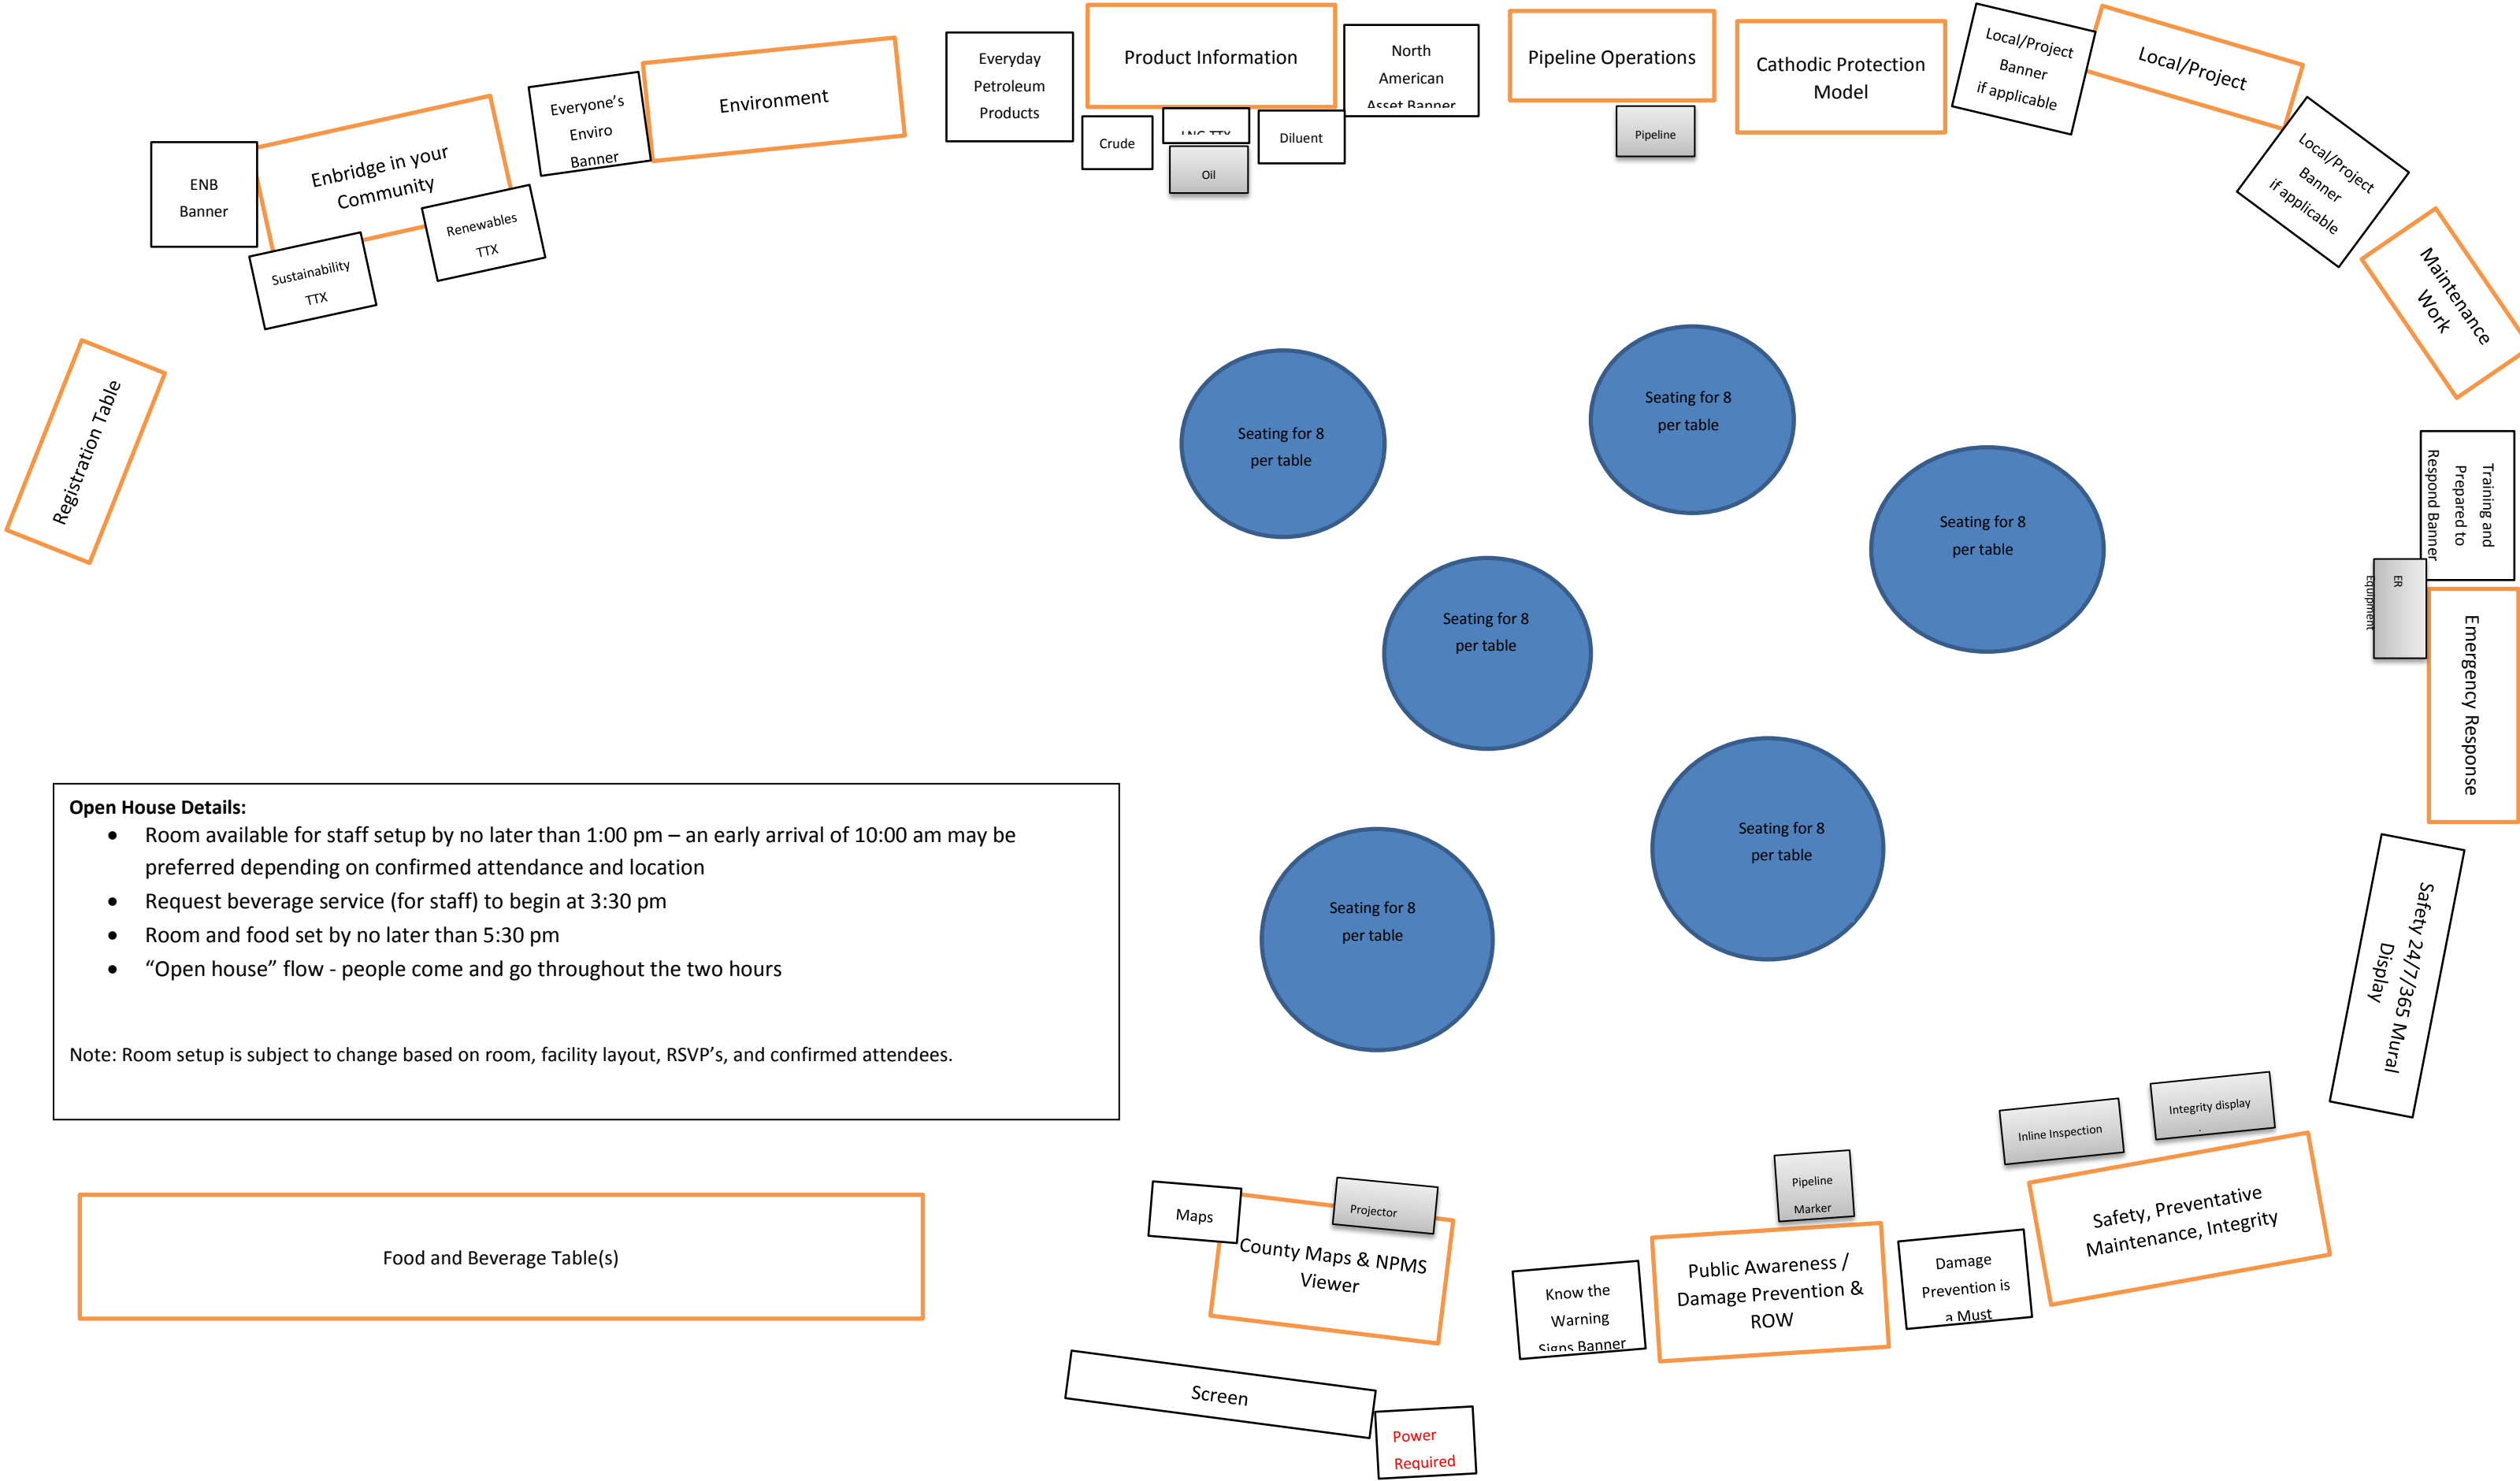 ENB
Banner
Enbridge in your
Community
Sustainability
TTX
Renewables
TTX
Everyone’s
Enviro
Banner
Environment
Everyday
Petroleum
Products
Product Information
North
American
Asset Banner
Crude
LNG TTX
Oil
Diluent
Pipeline Operations
Pipeline
Cathodic Protection
Model
Local/Project
Banner
if applicable
Local/Project
Local/Project
Banner
if applicable
Maintenance
Work
Registration Table
Seating for 8
per table
Seating for 8
per table
Seating for 8
per table
Seating for 8
per table
Seating for 8
per table
Seating for 8
per table
Training and
Prepared to
Respond Banner
ER
Equipment
Emergency Response
Safety 24/7/365 Mural
Display
Open House Details:
• Room available for staff setup by no later than 1:00 pm – an early arrival of 10:00 am may be
preferred depending on confirmed attendance and location
• Request beverage service (for staff) to begin at 3:30 pm
• Room and food set by no later than 5:30 pm
• “Open house” flow - people come and go throughout the two hours
Note: Room setup is subject to change based on room, facility layout, RSVP’s, and confirmed attendees.
Food and Beverage Table(s)
Maps
Projector
County Maps & NPMS
Viewer
Screen
Power
Required
Know the
Warning
Signs Banner
Pipeline
Marker
Public Awareness /
Damage Prevention &
ROW
Damage
Prevention is
a Must
Inline Inspection
Integrity display
Safety, Preventative
Maintenance, Integrity